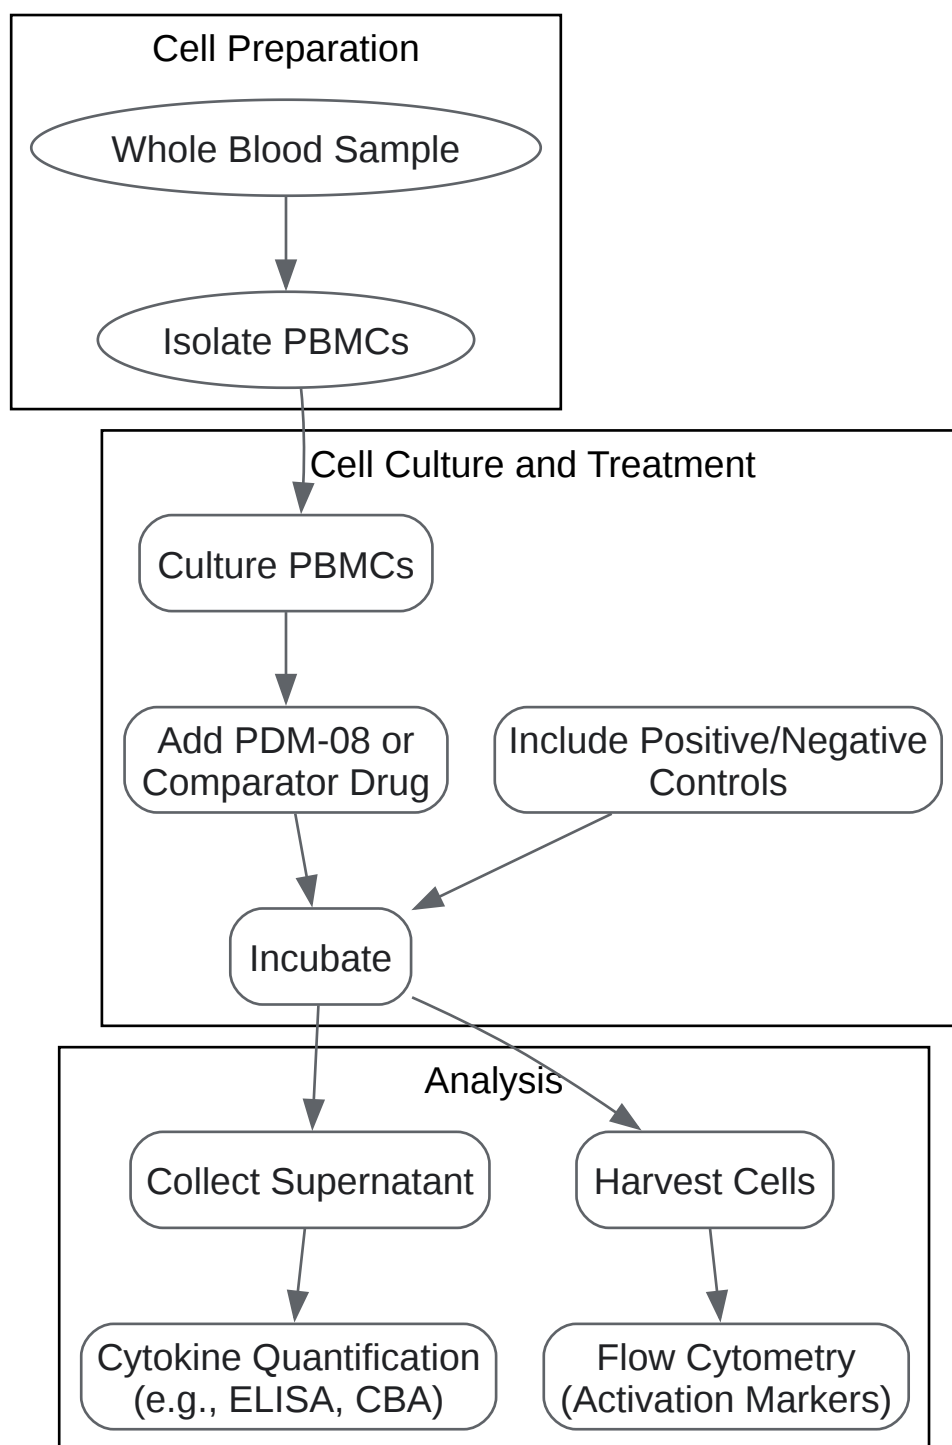 Cell Preparation
Whole Blood Sample
Isolate PBMCs
Cell Culture and Treatment
Culture PBMCs
Add PDM-08 or
Comparator Drug
Include Positive/Negative
Controls
Incubate
Analysis
Collect Supernatant
Harvest Cells
Cytokine Quantification
(e.g., ELISA, CBA)
Flow Cytometry
(Activation Markers)